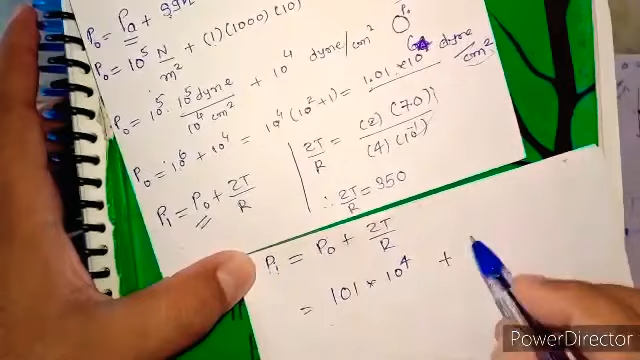 P₀ = Pa +
P₀ = 10⁵ N/m² + (1)(1000)(10)
P₀ = 10⁵ · 10⁵ dyne / 10⁴ cm² + 10⁴ dyne/cm²
P₀ = 10⁶ + 10⁴ = 10⁴ (10² + 1) = 1.01 × 10⁶ dyne/cm²
P₁ = P₀ + 2T/R
2T/R = (2)(70) / (4)(10⁻¹)
∴ 2T/R = 350
P₁ = P₀ + 2T/R
= 101 × 10⁴ +
PowerDirector